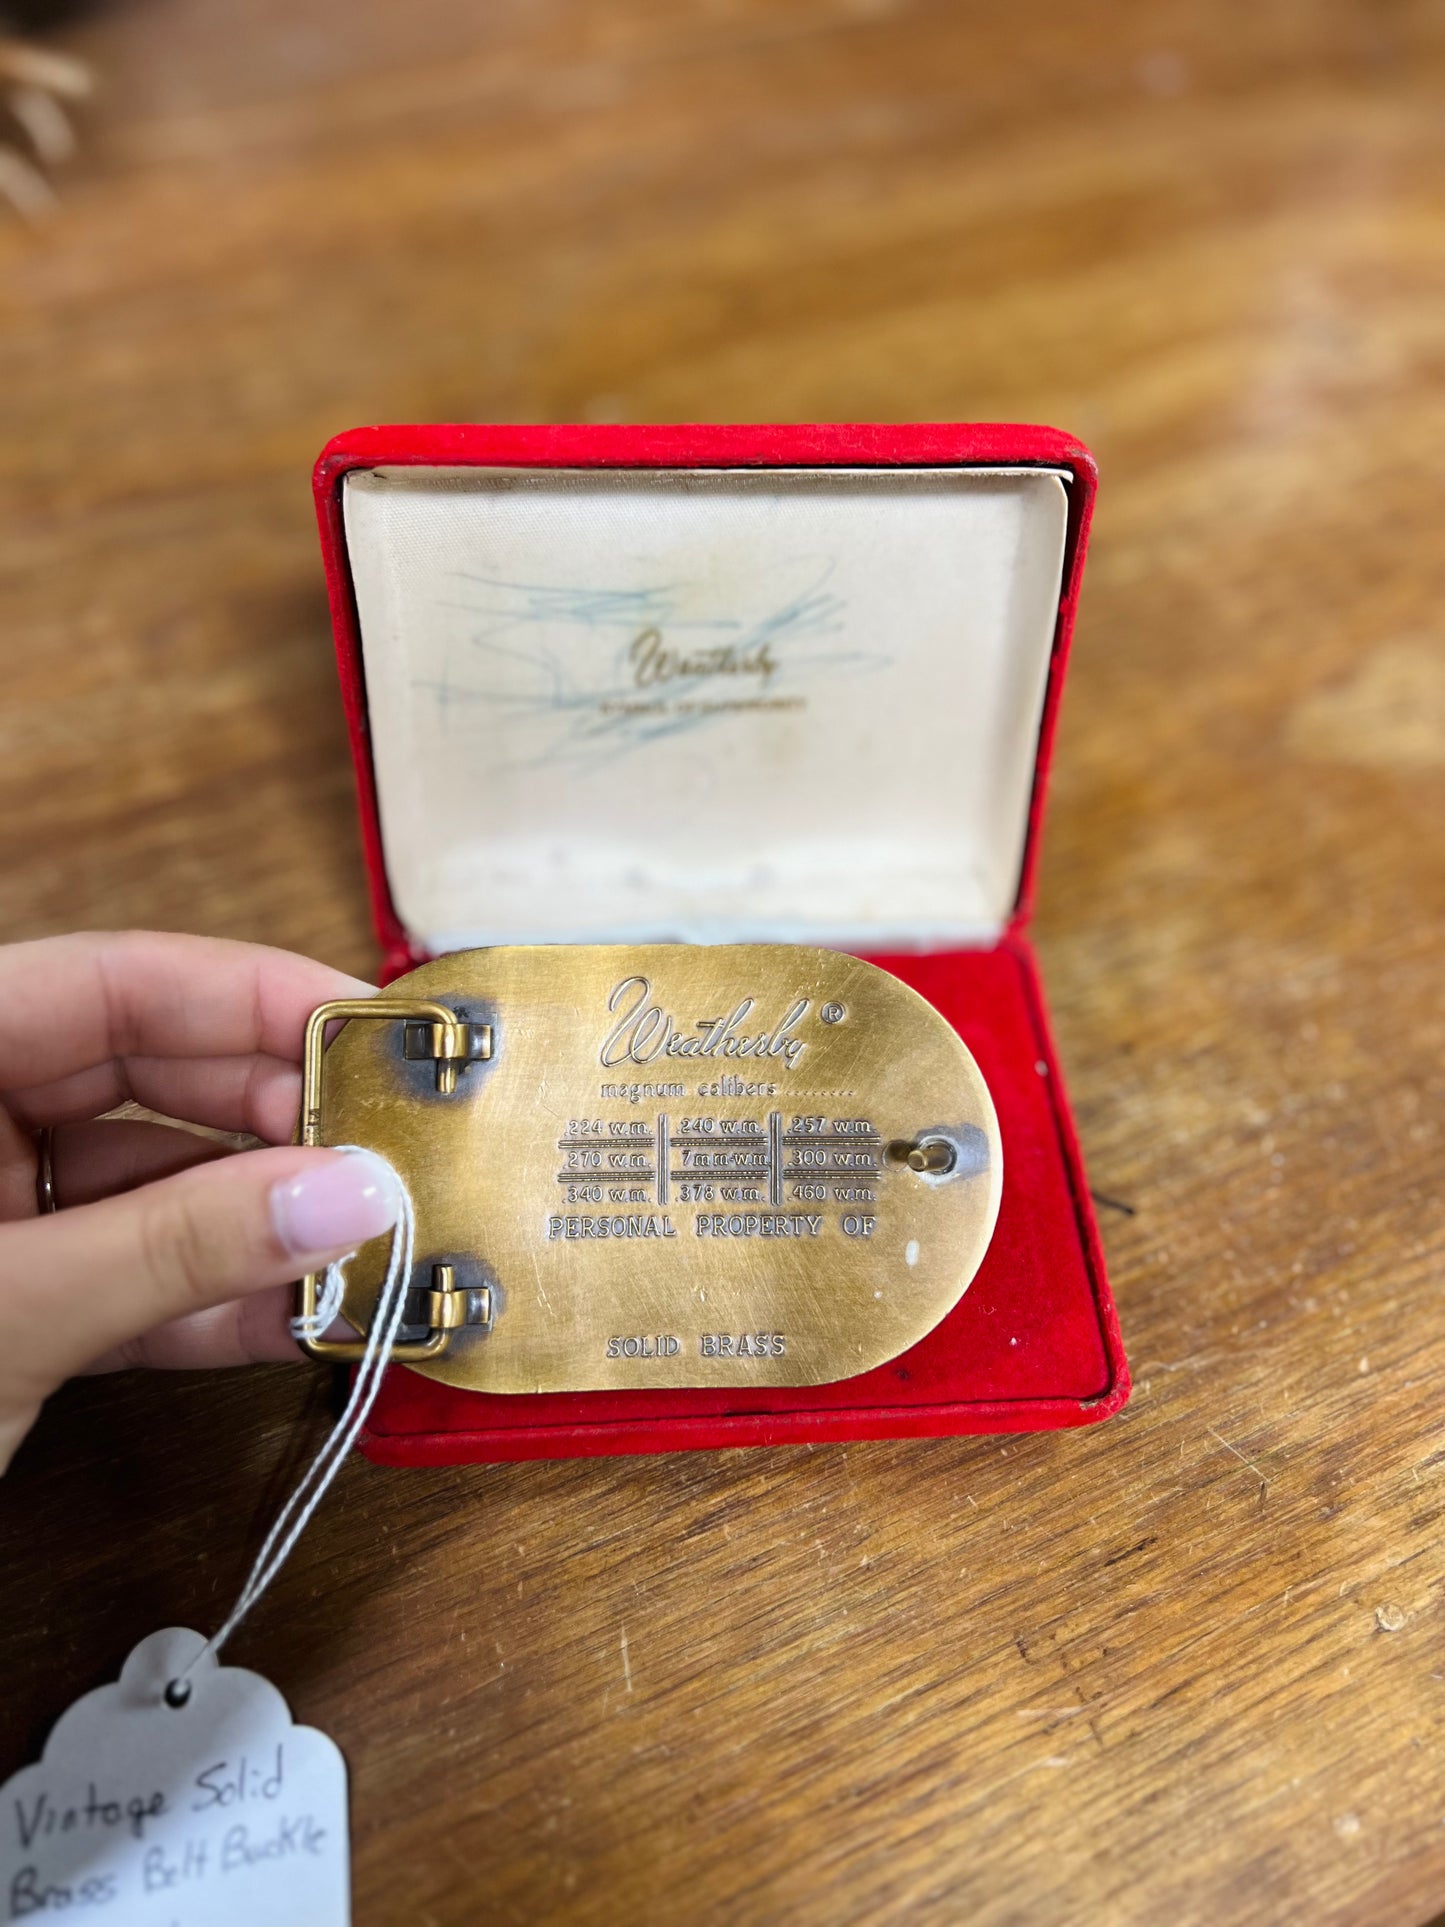 Weatherby
Weatherby ®
magnum calibers .........
.224 w.m. .240 w.m. .257 w.m.
.270 w.m. 7mm-w.m. .300 w.m.
.340 w.m. .378 w.m. .460 w.m.
PERSONAL PROPERTY OF
SOLID BRASS
Vintage Solid
Brass Belt Buckle